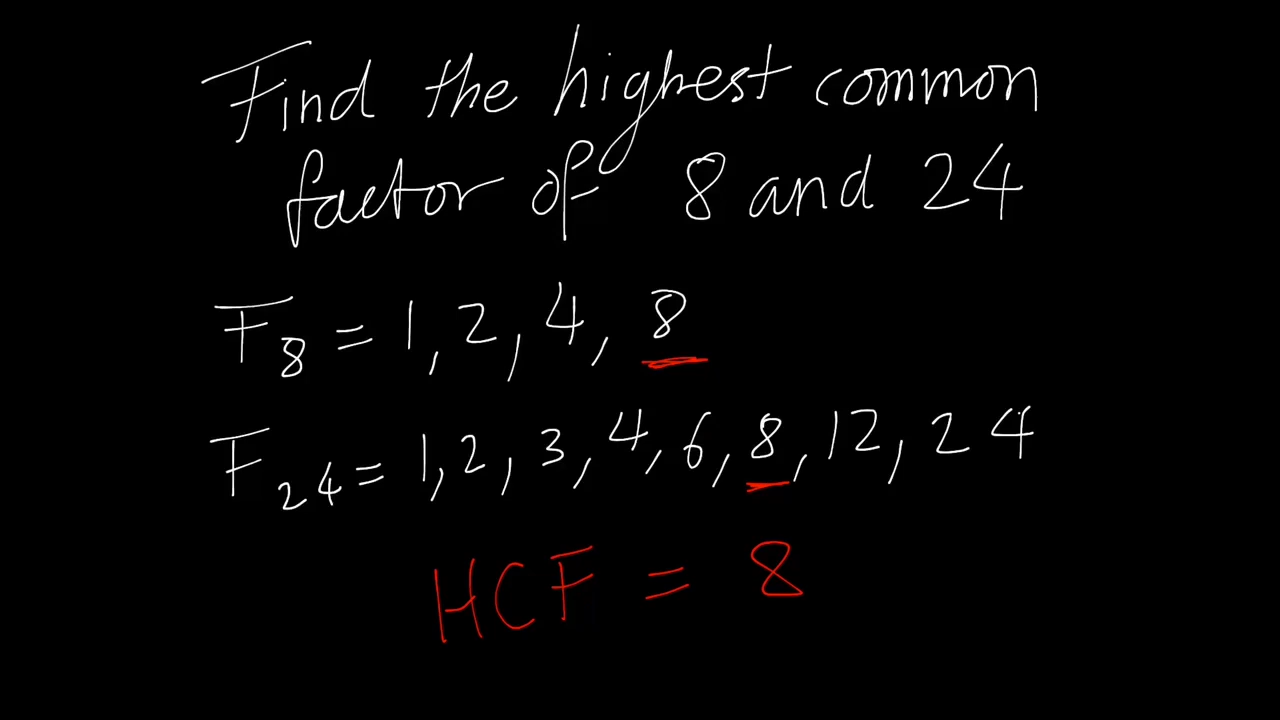 Find the highest common
factor of 8 and 24
F₈ = 1, 2, 4, 8
F₂₄ = 1, 2, 3, 4, 6, 8, 12, 24
HCF = 8